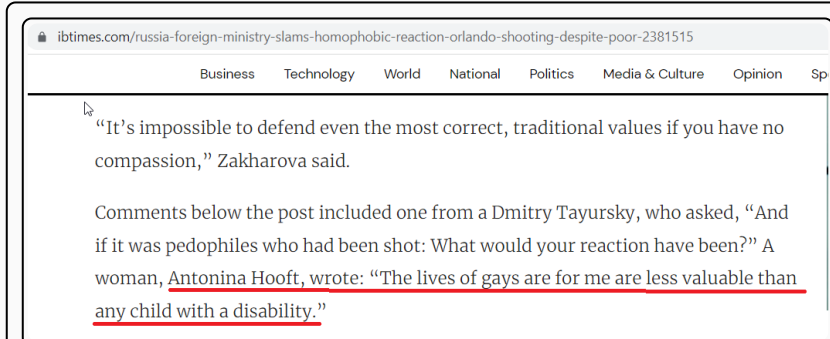 ibtimes.com/russia-foreign-ministry-slams-homophobic-reaction-orlando-shooting-despite-poor-2381515
Business Technology World National Politics Media & Culture Opinion Sp
“It’s impossible to defend even the most correct, traditional values if you have no
compassion,” Zakharova said.
Comments below the post included one from a Dmitry Tayursky, who asked, “And
if it was pedophiles who had been shot: What would your reaction have been?” A
woman, Antonina Hooft, wrote: “The lives of gays are for me are less valuable than
any child with a disability.”